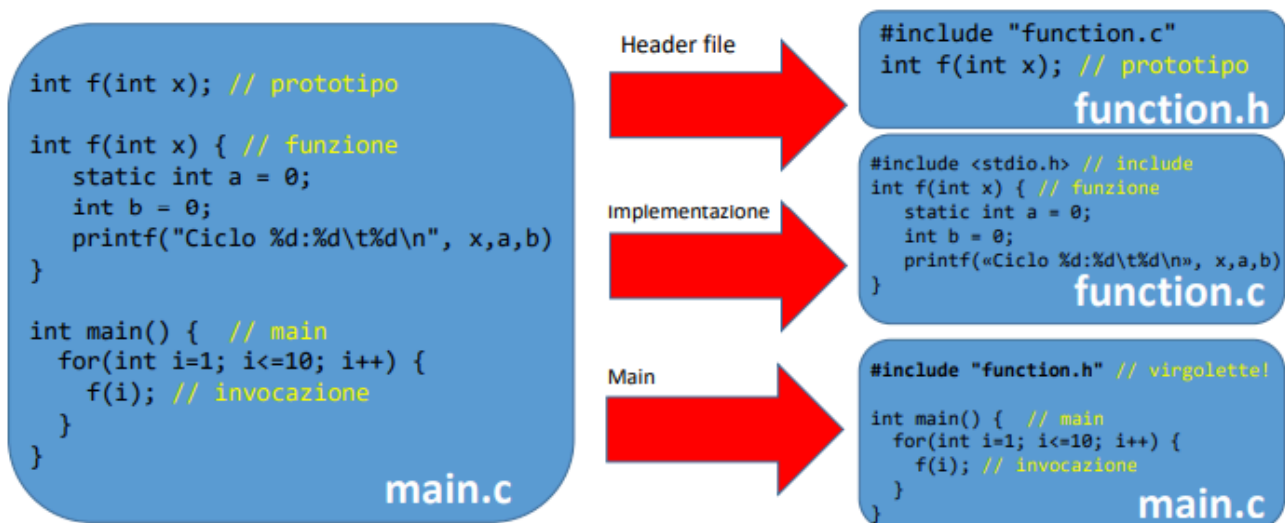 int f(int x); // prototipo
int f(int x) { // funzione
static int a = 0;
int b = 0;
printf("Ciclo %d:%d\t%d\n", x,a,b)
}
int main() { // main
for(int i=1; i<=10; i++) {
f(i); // invocazione
}
}
main.c
Header file
Implementazione
Main
#include "function.c"
int f(int x); // prototipo
function.h
#include <stdio.h> // include
int f(int x) { // funzione
static int a = 0;
int b = 0;
printf(«Ciclo %d:%d\t%d\n», x,a,b)
}
function.c
#include "function.h" // virgolette!
int main() { // main
for(int i=1; i<=10; i++) {
f(i); // invocazione
}
}
main.c